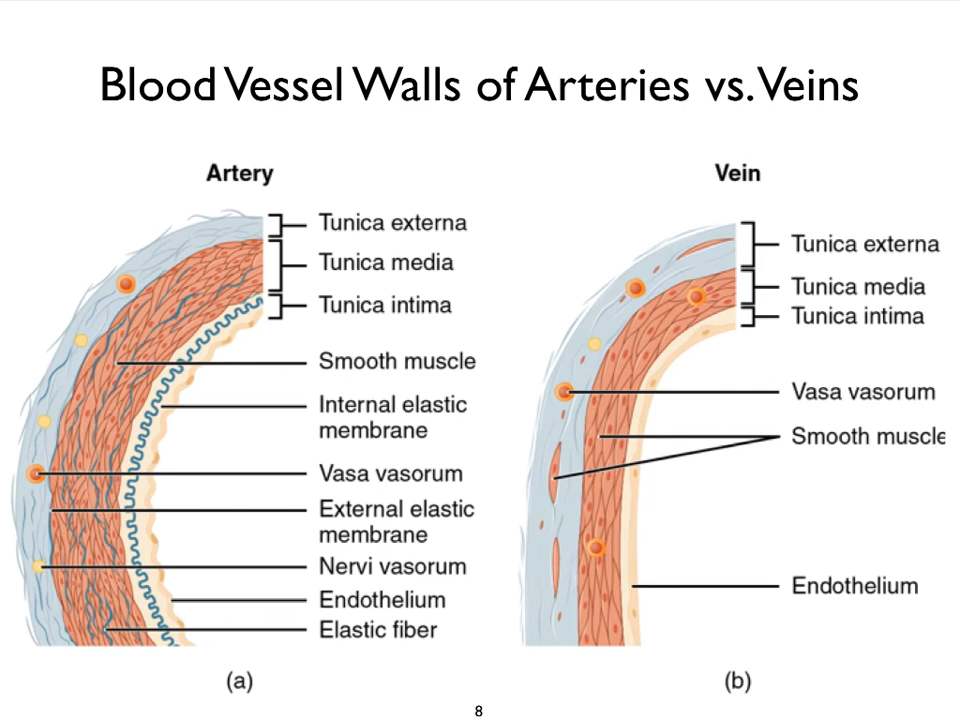 Blood Vessel Walls of Arteries vs. Veins
Artery
Tunica externa
Tunica media
Tunica intima
Smooth muscle
Internal elastic
membrane
Vasa vasorum
External elastic
membrane
Nervi vasorum
Endothelium
Elastic fiber
(a)
Vein
Tunica externa
Tunica media
Tunica intima
Vasa vasorum
Smooth muscle
Endothelium
(b)
8